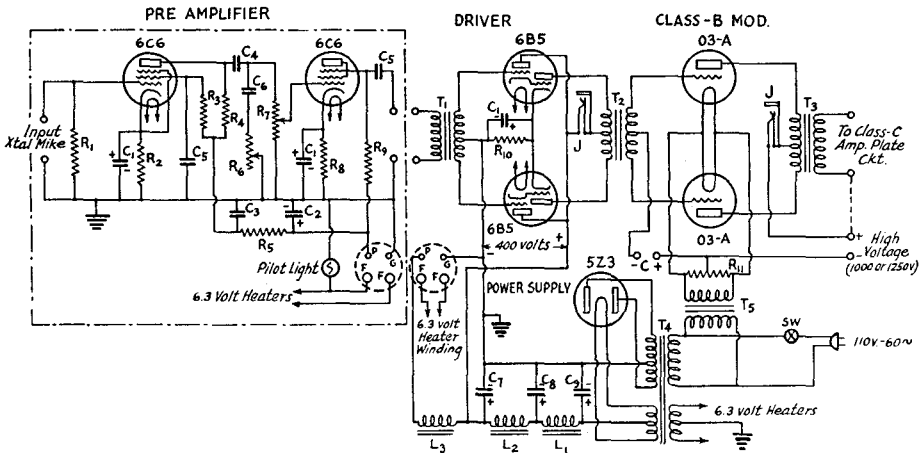 PRE AMPLIFIER
DRIVER
CLASS-B MOD.
6C6
6C6
6B5
03-A
C4
C5
C6
R3
R4
R7
T1
C1
R10
J
T2
J
T3
Input
Xtal Mike
R1
C1
R2
C5
R6
C1
R8
R9
To Class-C
Amp. Plate
Ckt.
C3
C2
R5
6B5
03-A
- 400 volts +
- C +
R11
+ High
- Voltage
(1000 or 1250V)
Pilot Light
P
G
F
F
P
G
F
F
6.3 Volt Heaters
6.3 volt
Heater
Winding
POWER SUPPLY
5Z3
T5
T4
SW
110V.-60~
C7
C8
C9
6.3 volt Heaters
L3
L2
L1